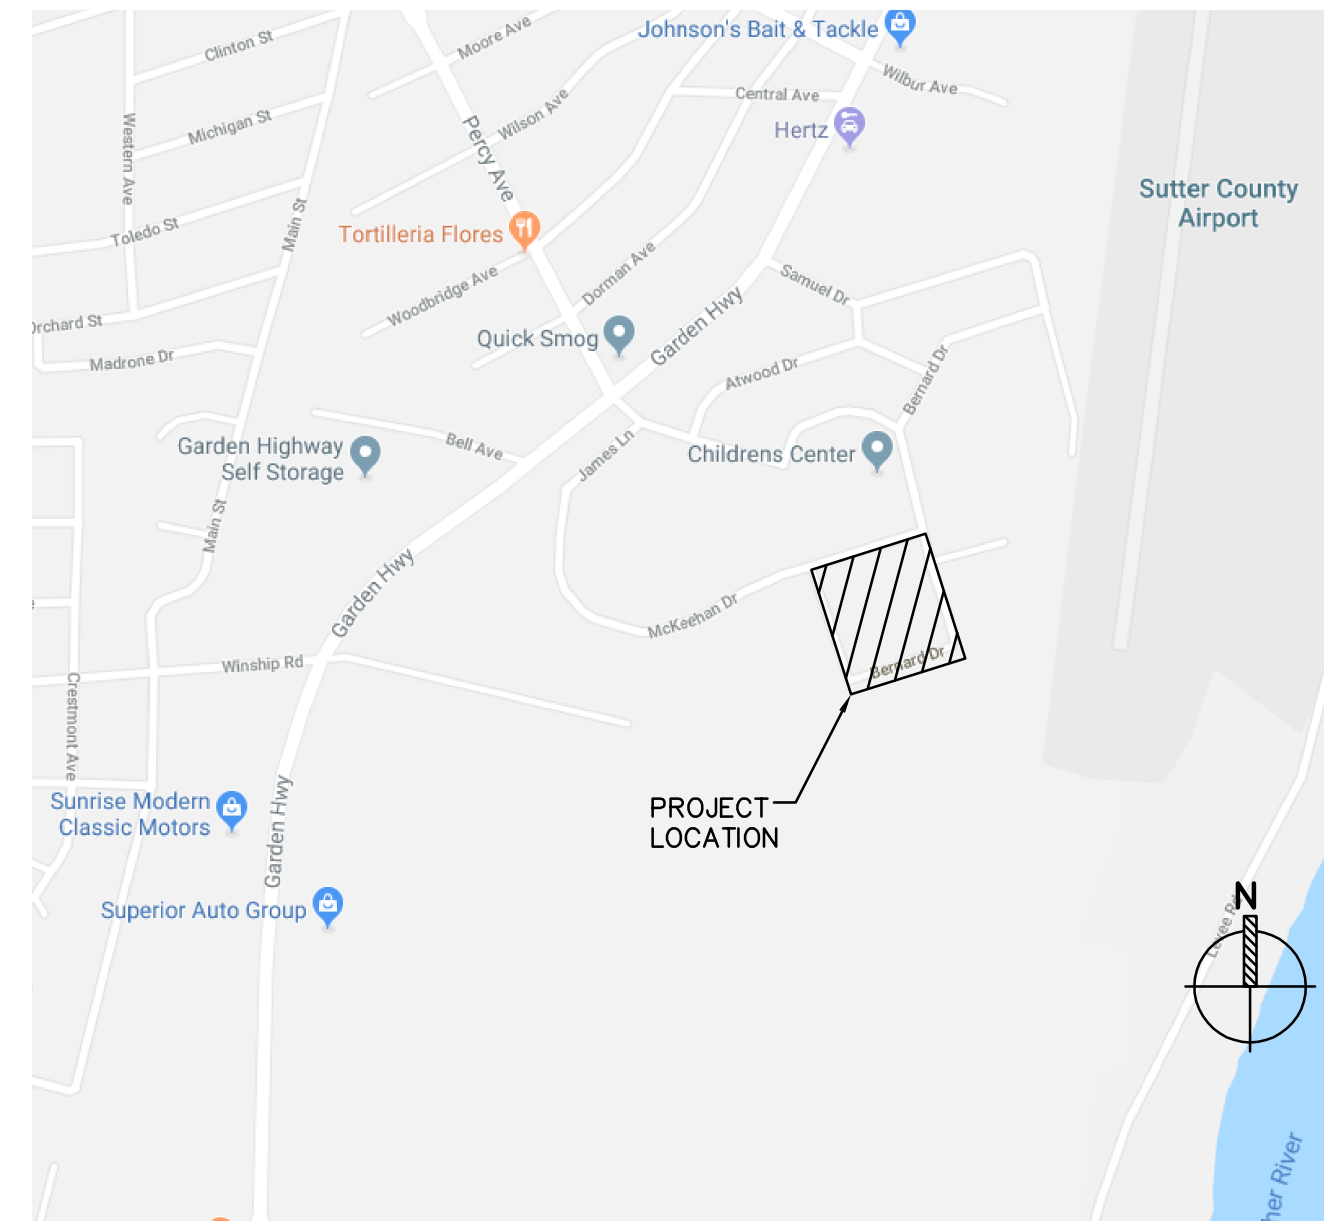 Johnson's Bait & Tackle
Clinton St
Moore Ave
Wilbur Ave
Central Ave
Wilson Ave
Michigan St
Hertz
Western Ave
Percy Ave
Sutter County
Airport
Toledo St
Main St
Tortilleria Flores
Woodbridge Ave
Dorman Ave
Samuel Dr
Orchard St
Garden Hwy
Quick Smog
Madrone Dr
Atwood Dr
Bernard Dr
Garden Highway
Self Storage
Bell Ave
James Ln
Childrens Center
Main St
Garden Hwy
McKeehan Dr
Winship Rd
Bernard Dr
Crestmont Ave
Sunrise Modern
Classic Motors
Garden Hwy
PROJECT
LOCATION
Superior Auto Group
N
Levee Rd
her River